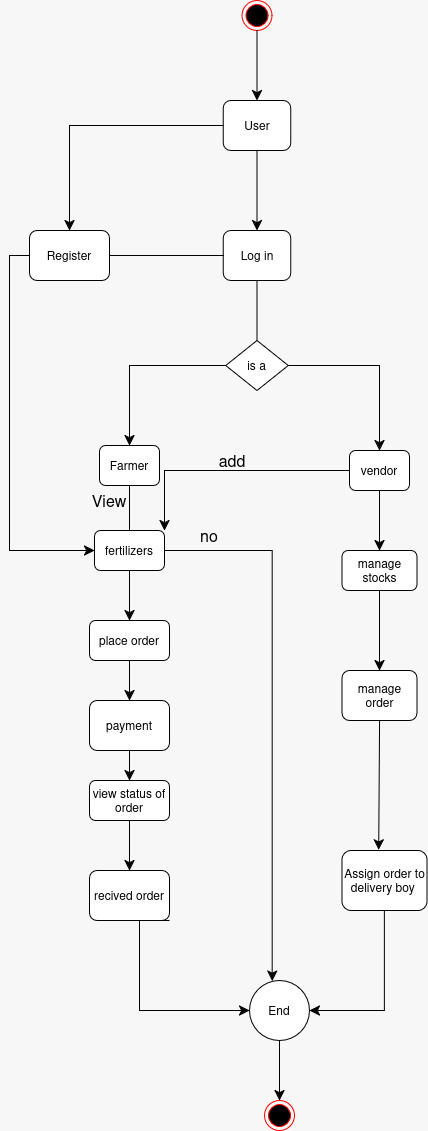 User
Register
Log in
is a
Farmer
add
vendor
View
fertilizers
no
manage
stocks
place order
manage
order
payment
view status of
order
Assign order to
delivery boy
recived order
End